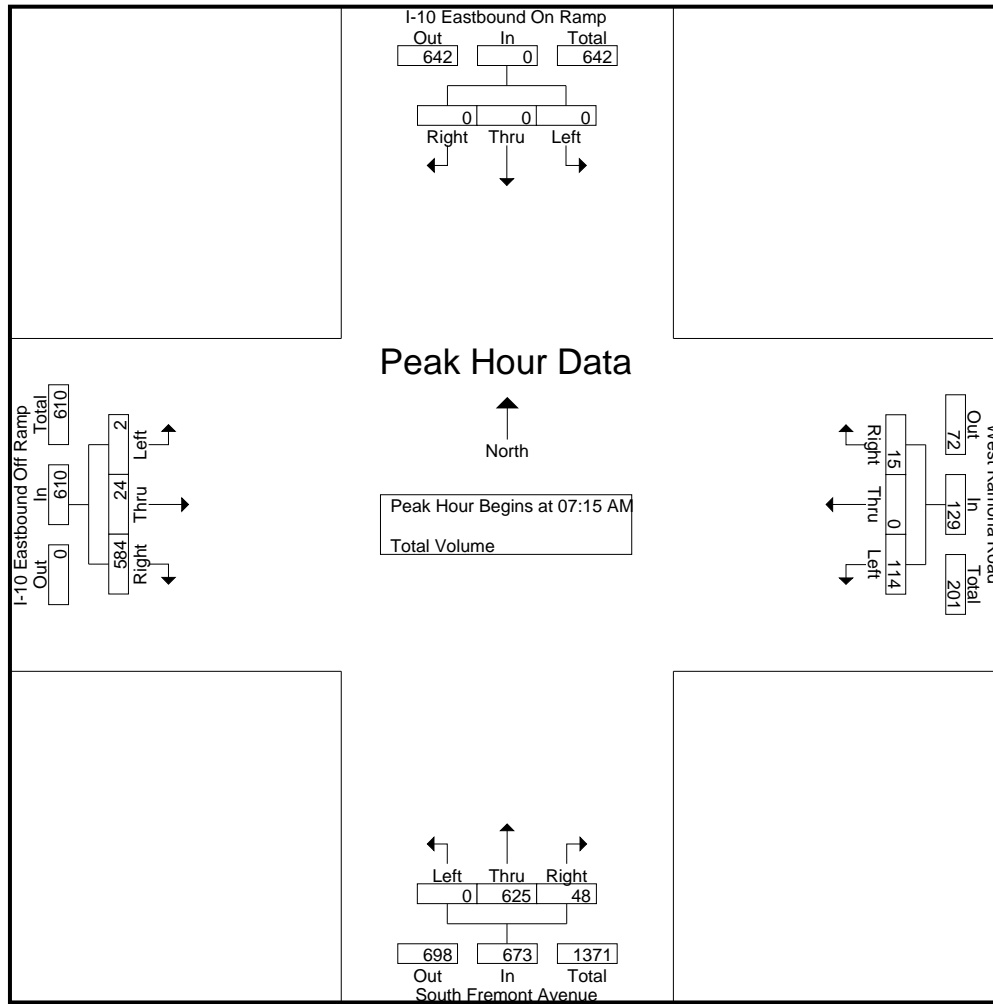 I-10 Eastbound On Ramp
Out In Total
642 0 642
0 0 0
Right Thru Left
Peak Hour Data
North
Peak Hour Begins at 07:15 AM
Total Volume
I-10 Eastbound Off Ramp
Total In Out
610 610 0
2 24 584
Left Thru Right
West Ramona Road
Out In Total
72 129 201
15 0 114
Right Thru Left
Left Thru Right
0 625 48
698 673 1371
Out In Total
South Fremont Avenue